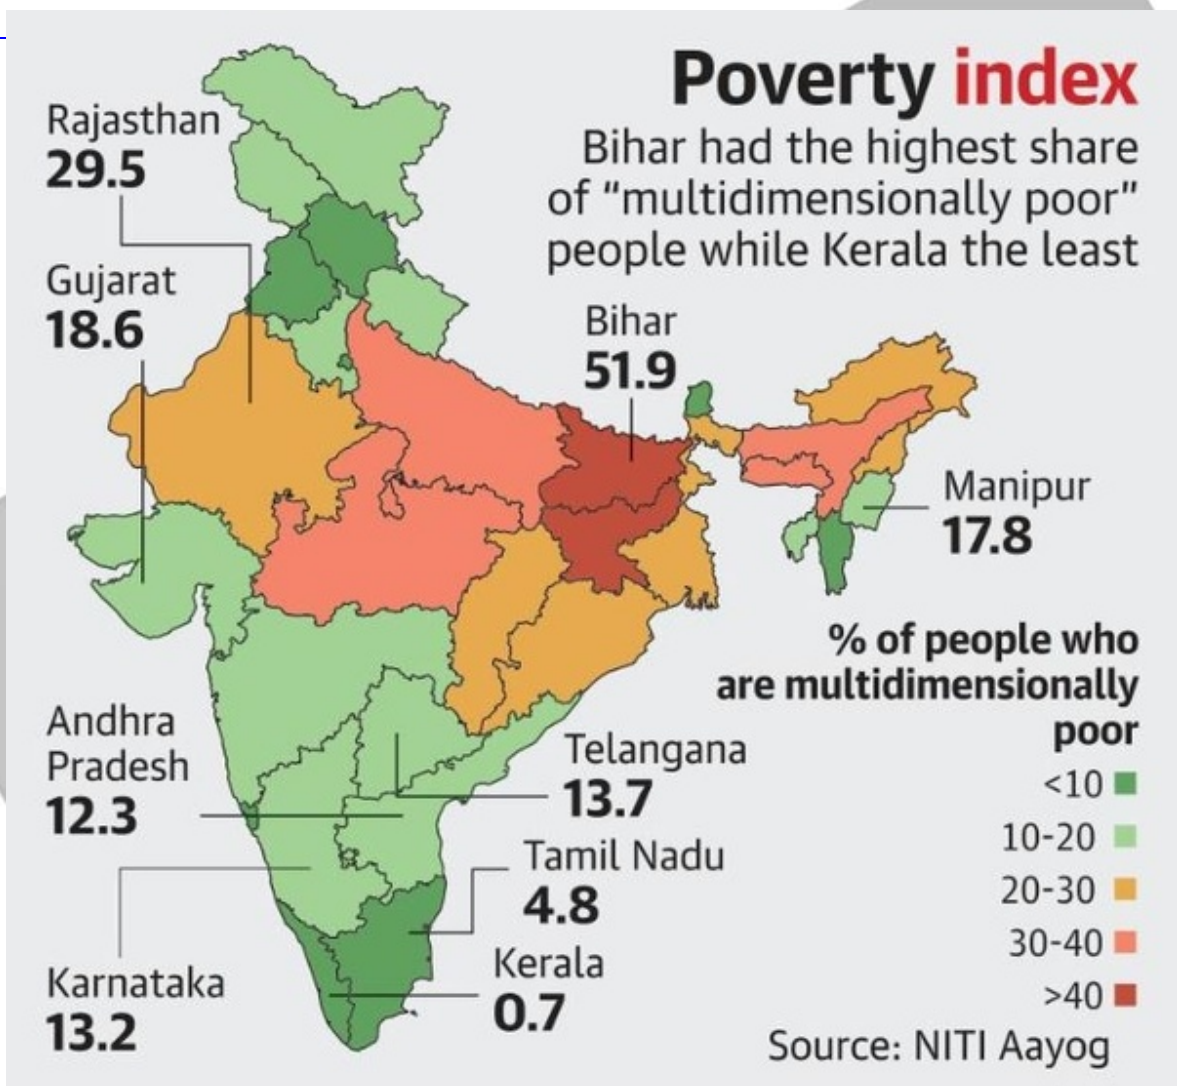 Poverty index
Bihar had the highest share
of “multidimensionally poor”
people while Kerala the least
Rajasthan
29.5
Gujarat
18.6
Bihar
51.9
Manipur
17.8
Andhra
Pradesh
12.3
Telangana
13.7
Tamil Nadu
4.8
Karnataka
13.2
Kerala
0.7
% of people who
are multidimensionally
poor
<10
10-20
20-30
30-40
>40
Source: NITI Aayog